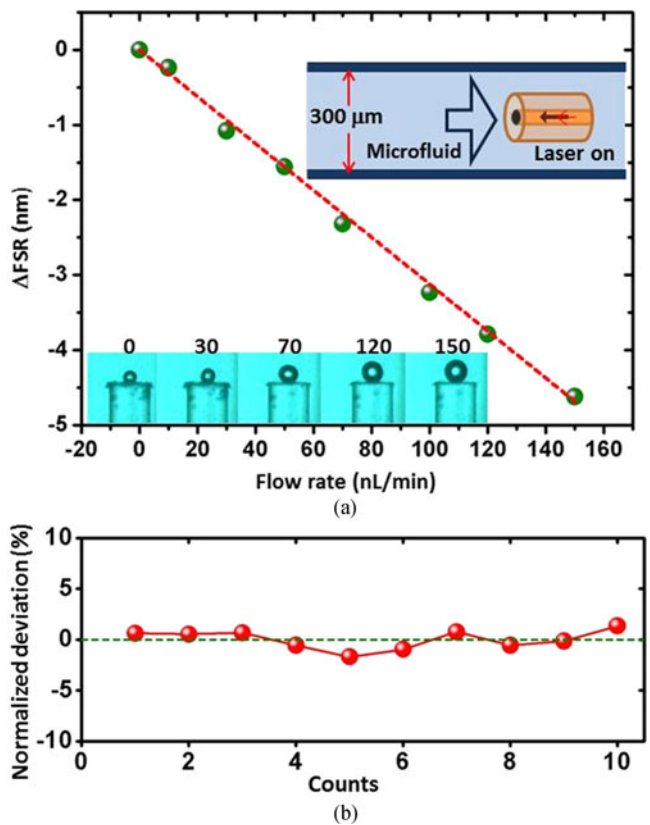 0
-1
-2
-3
-4
-5
ΔFSR (nm)
300 μm
Microfluid
Laser on
0 30 70 120 150
-20 0 20 40 60 80 100 120 140 160
Flow rate (nL/min)
(a)
10
5
0
-5
-10
Normalized deviation (%)
0 2 4 6 8 10
Counts
(b)